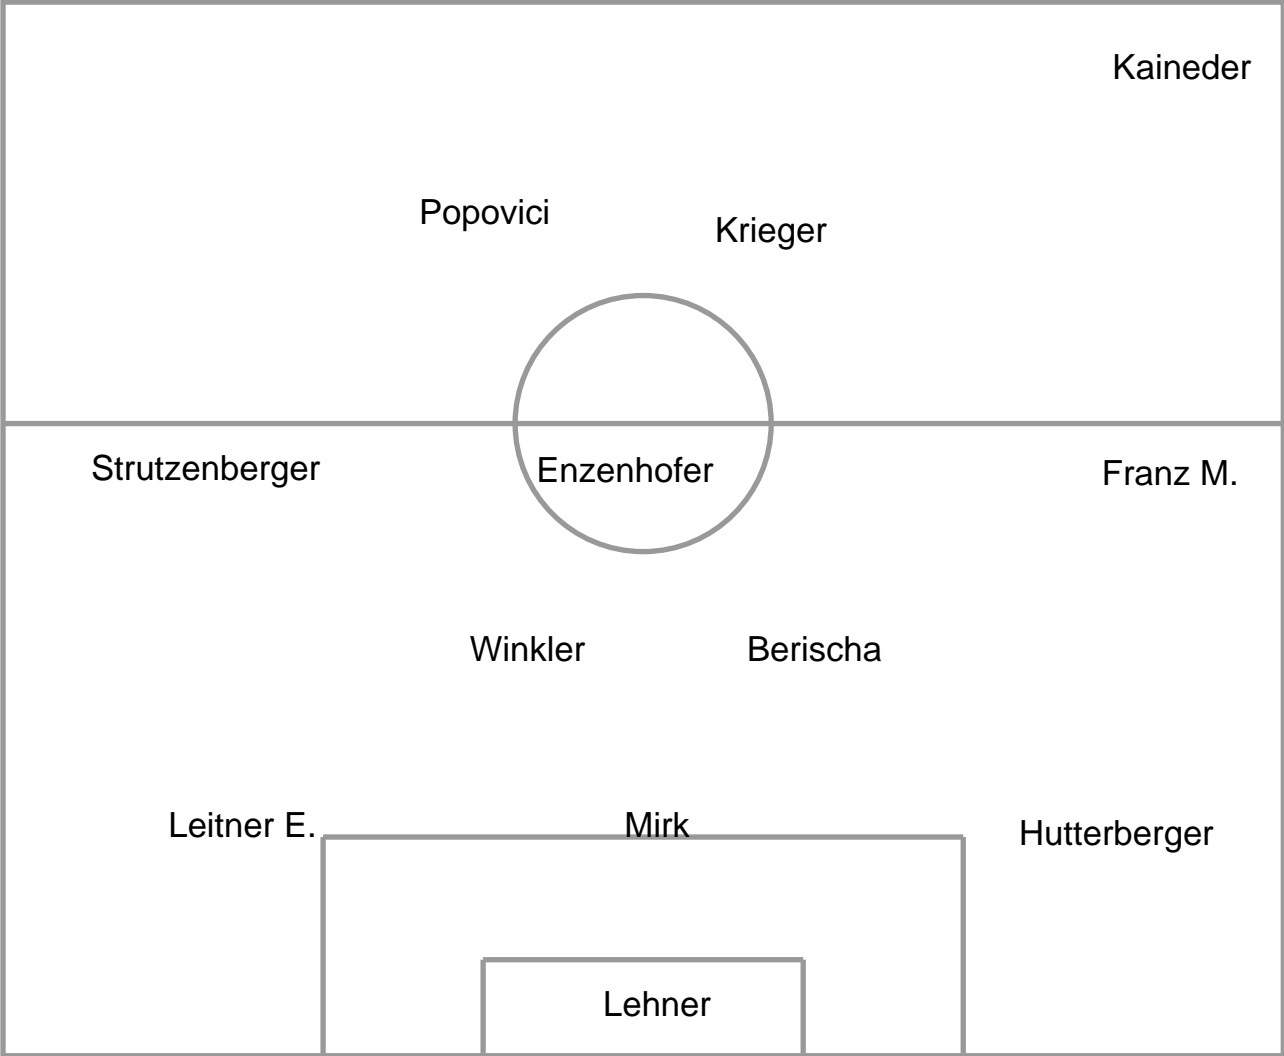 Kaineder
Popovici
Krieger
Strutzenberger
Enzenhofer
Franz M.
Winkler
Berischa
Leitner E.
Mirk
Hutterberger
Lehner